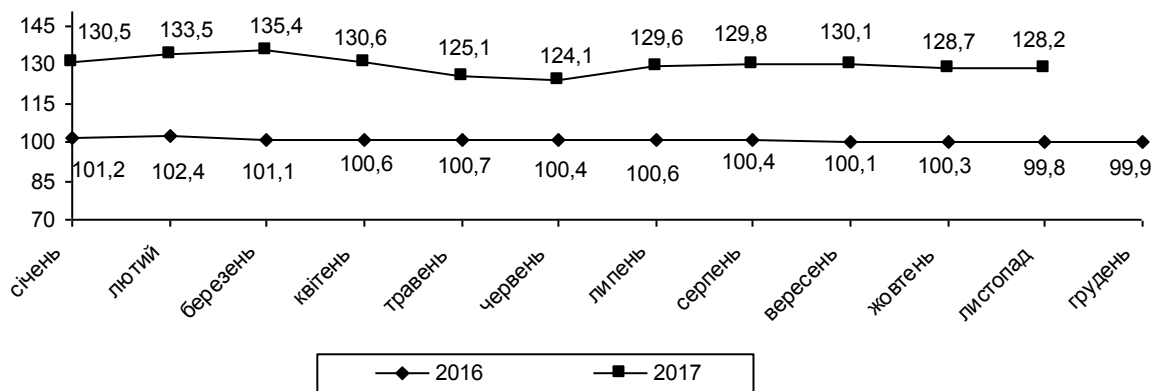 145
130
115
100
85
70
130,5 133,5 135,4 130,6 125,1 124,1 129,6 129,8 130,1 128,7 128,2
101,2 102,4 101,1 100,6 100,7 100,4 100,6 100,4 100,1 100,3 99,8 99,9
січень лютий березень квітень травень червень липень серпень вересень жовтень листопад грудень
2016 2017